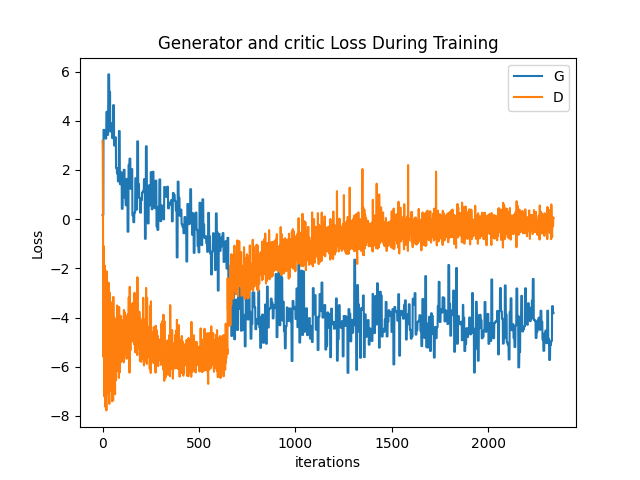 Generator and critic Loss During Training
G
D
6
4
2
0
−2
−4
−6
−8
Loss
0
500
1000
1500
2000
iterations